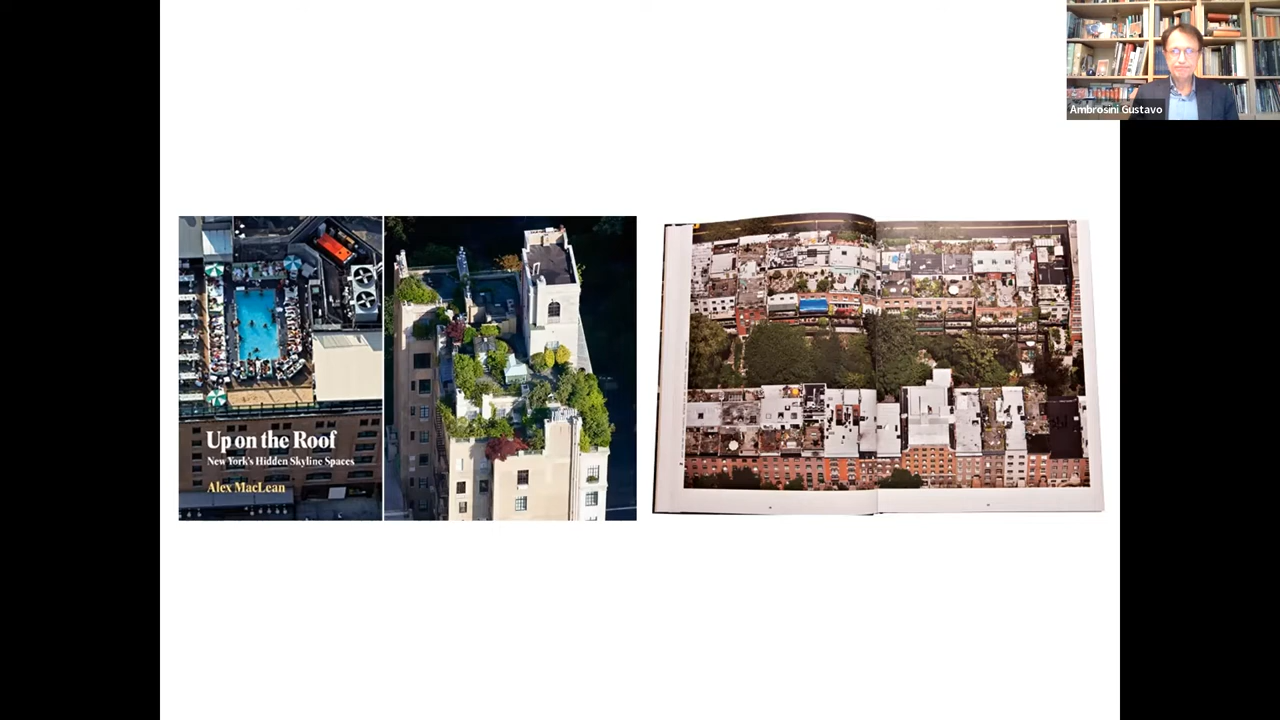 Ambrosini Gustavo
Up on the Roof
New York's Hidden Skyline Spaces
Alex MacLean